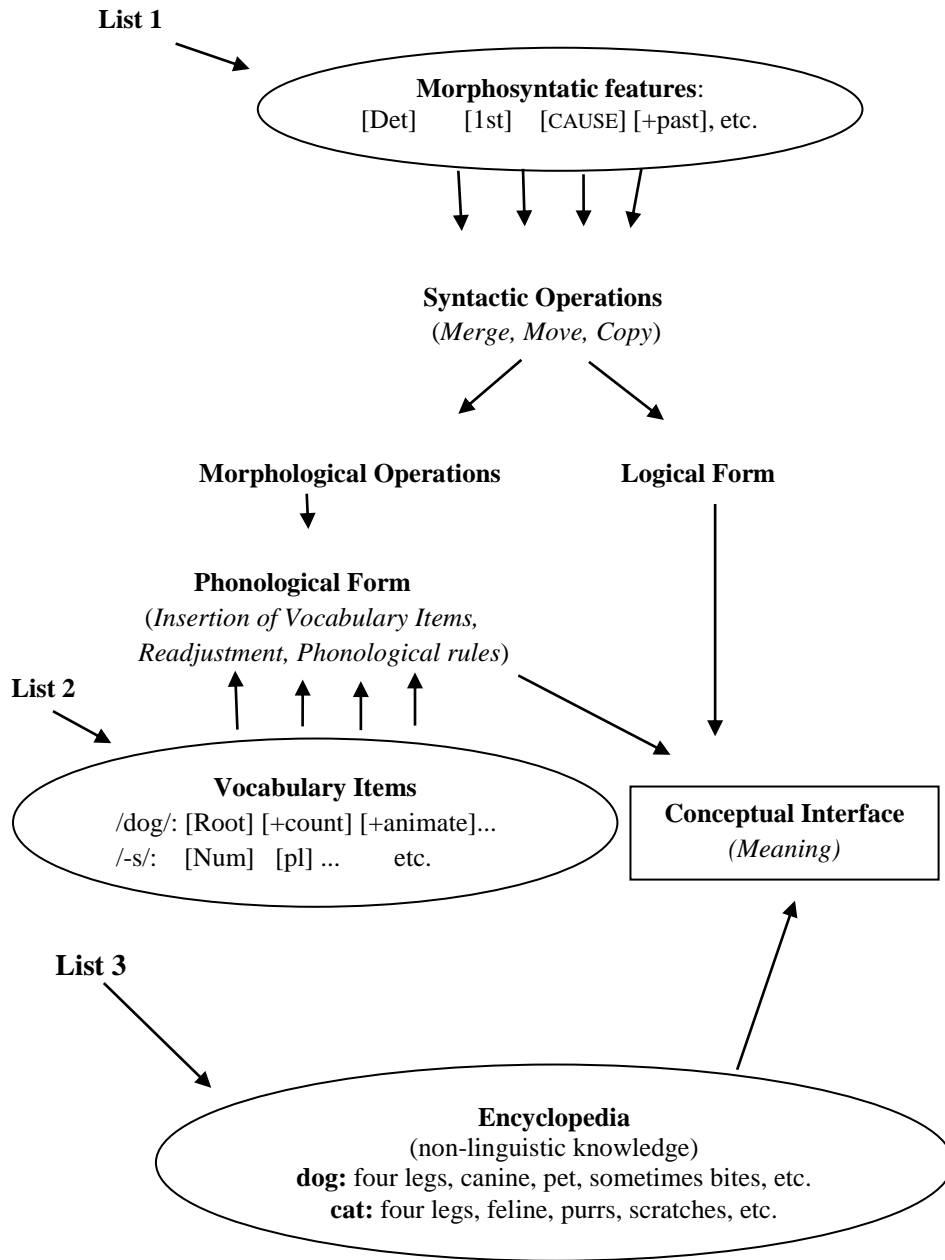 List 1
Morphosyntatic features:
[Det] [1st] [CAUSE] [+past], etc.
Syntactic Operations
(Merge, Move, Copy)
Morphological Operations
Logical Form
Phonological Form
(Insertion of Vocabulary Items,
Readjustment, Phonological rules)
List 2
Vocabulary Items
/dog/: [Root] [+count] [+animate]...
/-s/: [Num] [pl] ... etc.
Conceptual Interface
(Meaning)
List 3
Encyclopedia
(non-linguistic knowledge)
dog: four legs, canine, pet, sometimes bites, etc.
cat: four legs, feline, purrs, scratches, etc.